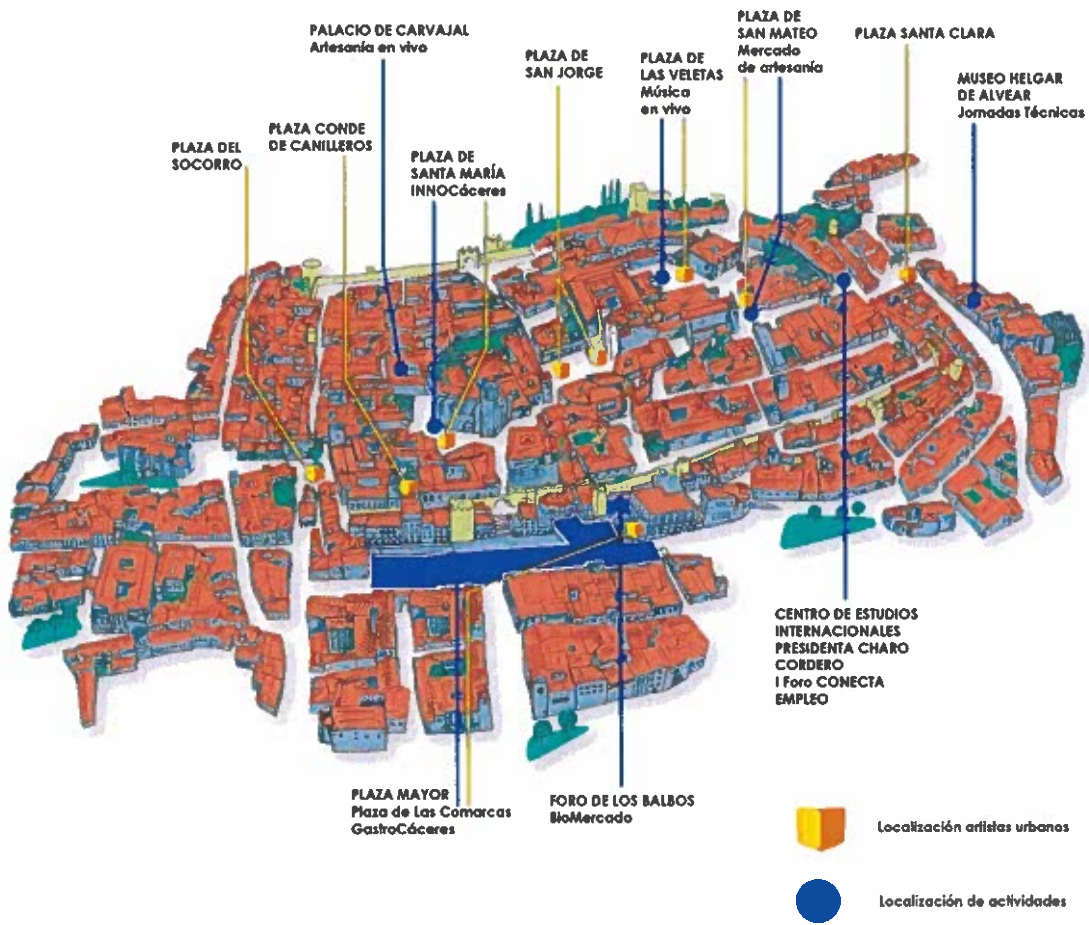 PALACIO DE CARVAJAL
Artesanía en vivo
PLAZA DE
SAN JORGE
PLAZA DE
LAS VELETAS
Música
en vivo
PLAZA DE
SAN MATEO
Mercado
de artesanía
PLAZA SANTA CLARA
MUSEO HELGAR
DE ALVEAR
Jornadas Técnicas
PLAZA DEL
SOCORRO
PLAZA CONDE
DE CANILLEROS
PLAZA DE
SANTA MARÍA
INNOCáceres
CENTRO DE ESTUDIOS
INTERNACIONALES
PRESIDENTA CHARO
CORDERO
I Foro CONECTA
EMPLEO
PLAZA MAYOR
Plaza de Las Comarcas
GastroCáceres
FORO DE LOS BALBOS
BioMercado
Localización artistas urbanos
Localización de actividades